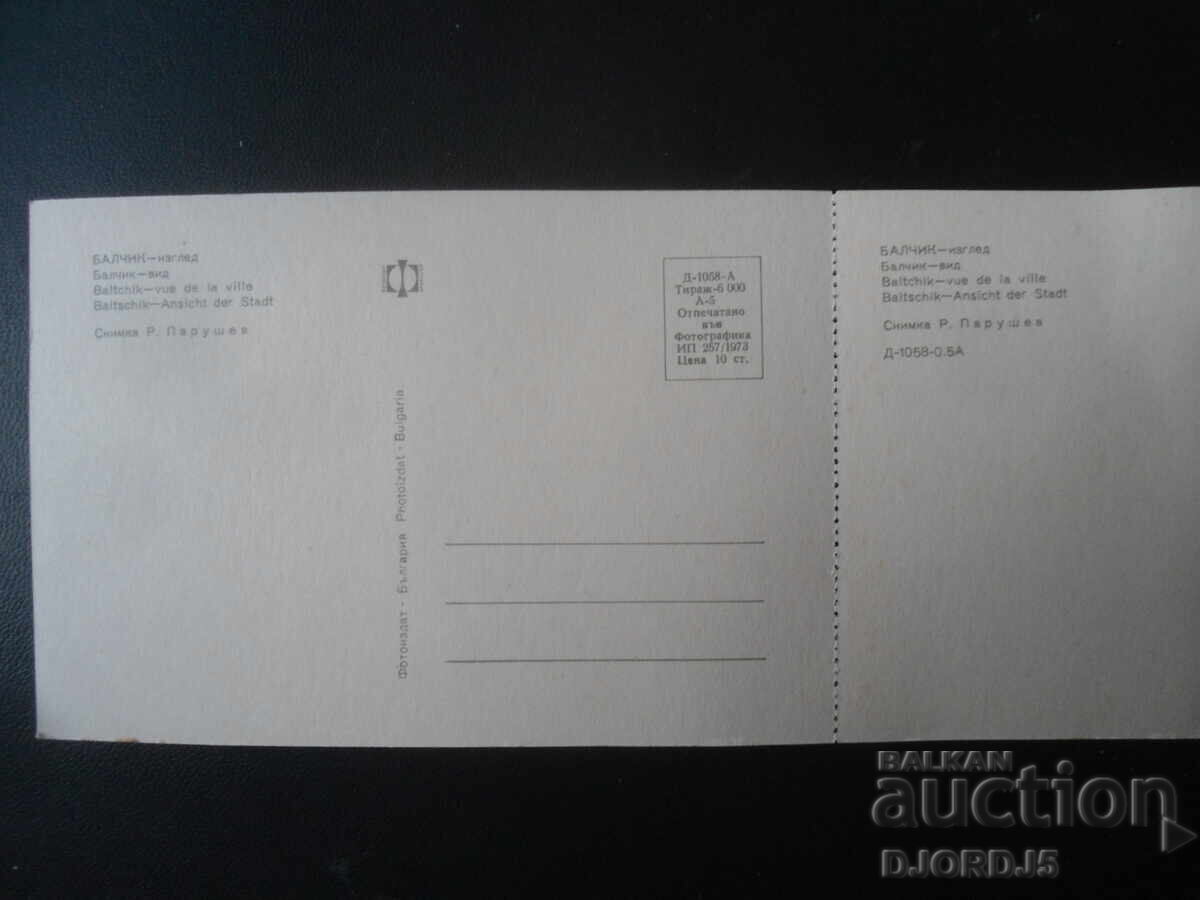 БАЛЧИК—изглед
Балчик—вид
Baltchik—vue de la ville
Baltschik—Ansicht der Stadt
Снимка Р. Парушев
Фотоиздат - България Photoizdat - Bulgaria
Д-1058-А
Тираж-6 000
А-5
Отпечатано
във
Фотографика
ИП 257/1973
Цена 10 ст.
БАЛЧИК—изглед
Балчик—вид
Baltchik—vue de la ville
Baltschik—Ansicht der Stadt
Снимка Р. Парушев
Д-1058-0.5А
BALKAN
auction
DJORDJ5